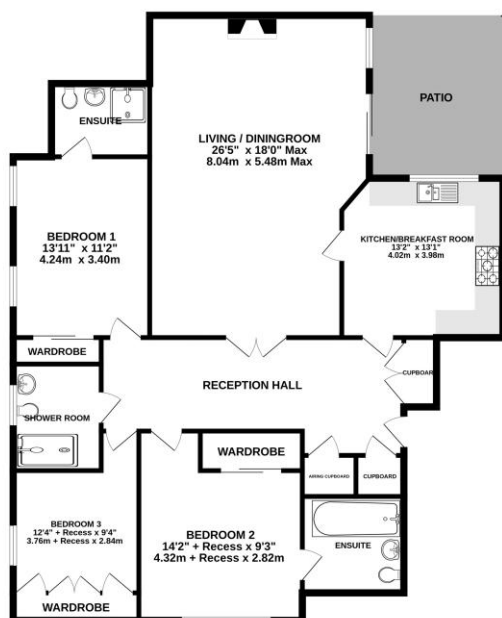 ENSUITE
LIVING / DININGROOM
26'5" x 18'0" Max
8.04m x 5.48m Max
PATIO
BEDROOM 1
13'11" x 11'2"
4.24m x 3.40m
KITCHEN/BREAKFAST ROOM
13'2" x 13'1"
4.02m x 3.98m
WARDROBE
RECEPTION HALL
CUPBOAR
SHOWER ROOM
WARDROBE
AIRING CUPBOARD
CUPBOARD
BEDROOM 3
12'4" + Recess x 9'4"
3.76m + Recess x 2.84m
BEDROOM 2
14'2" + Recess x 9'3"
4.32m + Recess x 2.82m
ENSUITE
WARDROBE